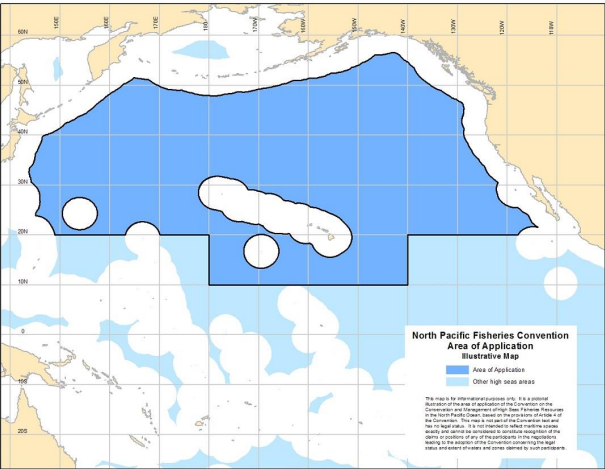 150E 160E 170E 180 170W 160W 150W 140W 130W 120W 110W
60N
50N
40N
30N
20N
10N
0
10S
20S
North Pacific Fisheries Convention
Area of Application
Illustrative Map
Area of Application
Other high seas areas
This map is for informational purposes only. It is a pictorial
illustration of the area of application of the Convention on the
Conservation and Management of High Seas Fisheries Resources
in the North Pacific Ocean, based on the provisions of Article 4 of
the Convention. This map is not part of the Convention text and
has no legal status. It is not intended to reflect maritime spaces
exactly and cannot be considered to constitute recognition of the
claims or positions of any of the participants in the negotiations
leading to the adoption of the Convention concerning the legal
status and extent of waters and zones claimed by such participants.